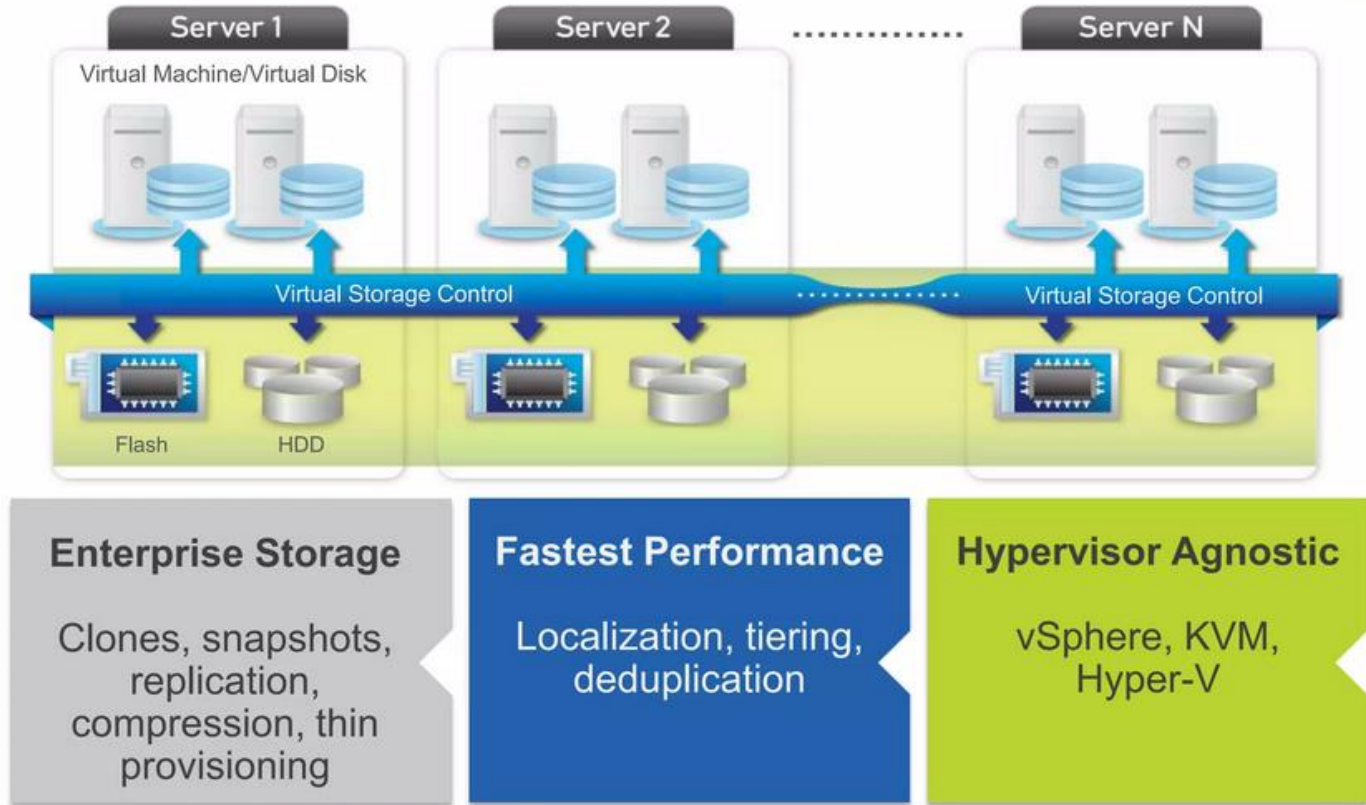 Server 1
Server 2
Server N
Virtual Machine/Virtual Disk
Virtual Storage Control
Virtual Storage Control
Flash
HDD
Enterprise Storage
Clones, snapshots,
replication,
compression, thin
provisioning
Fastest Performance
Localization, tiering,
deduplication
Hypervisor Agnostic
vSphere, KVM,
Hyper-V